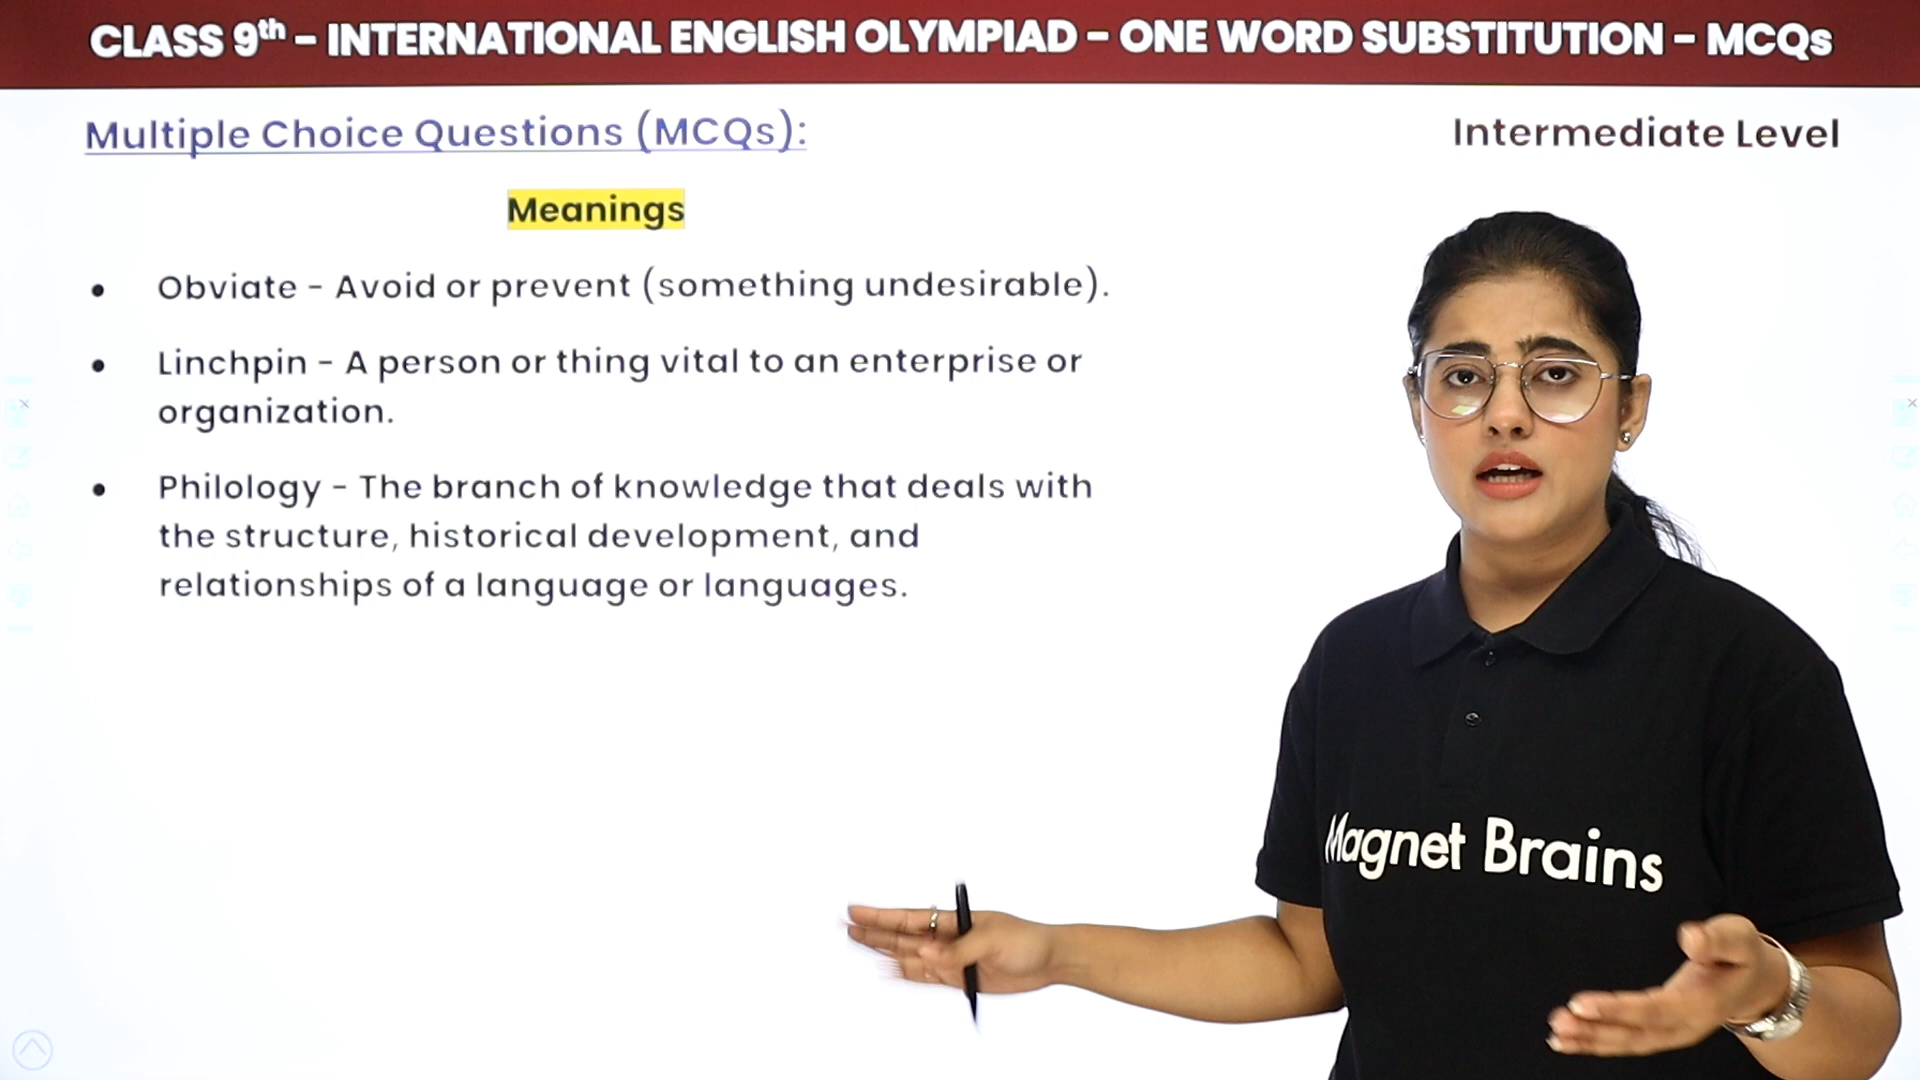 CLASS 9th - INTERNATIONAL ENGLISH OLYMPIAD - ONE WORD SUBSTITUTION - MCQs
Multiple Choice Questions (MCQs):
Intermediate Level
Meanings
• Obviate - Avoid or prevent (something undesirable).
• Linchpin - A person or thing vital to an enterprise or
organization.
• Philology - The branch of knowledge that deals with
the structure, historical development, and
relationships of a language or languages.
Magnet Brains